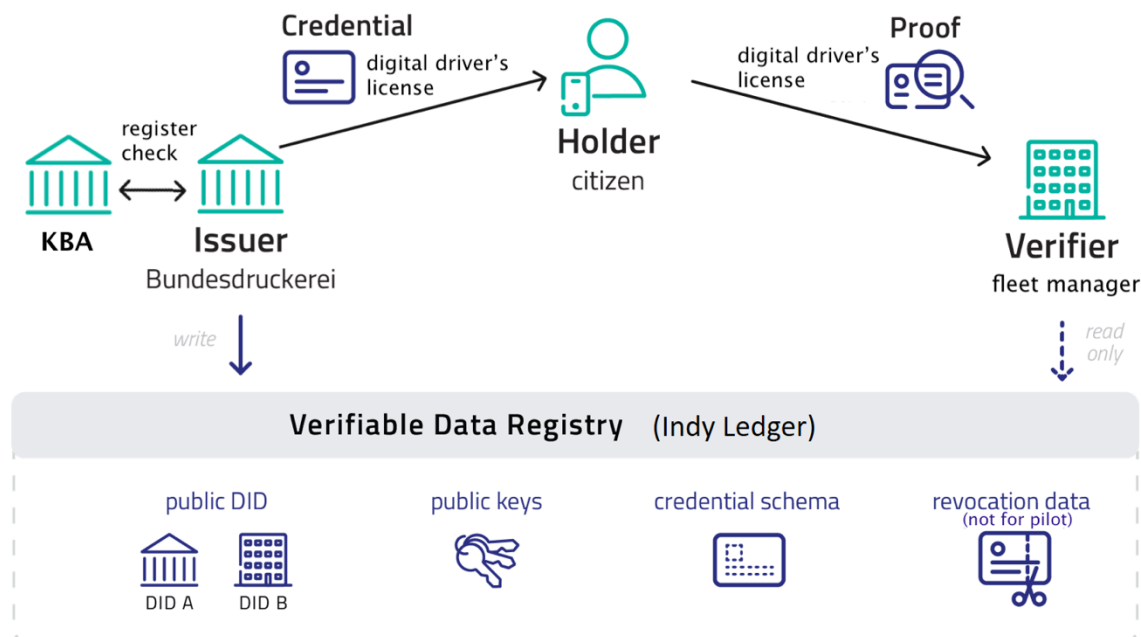 Credential
digital driver's
license
Proof
digital driver's
license
register
check
Holder
citizen
KBA
Issuer
Bundesdruckerei
Verifier
fleet manager
write
read
only
Verifiable Data Registry (Indy Ledger)
public DID
public keys
credential schema
revocation data
(not for pilot)
DID A
DID B